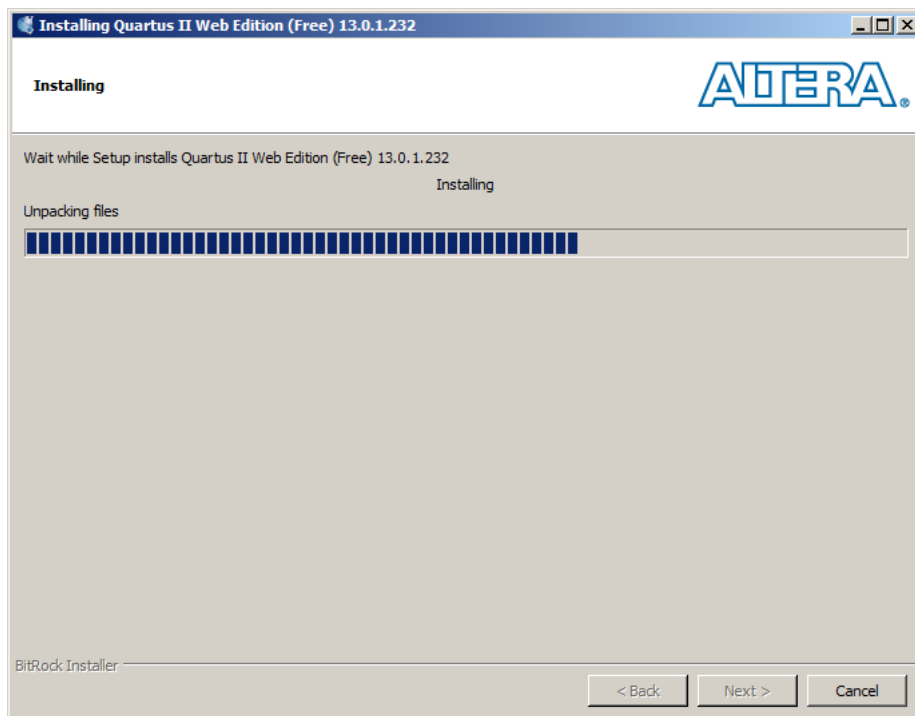 Installing Quartus II Web Edition (Free) 13.0.1.232
Installing
ALTERA®
Wait while Setup installs Quartus II Web Edition (Free) 13.0.1.232
Installing
Unpacking files
BitRock Installer
< Back
Next >
Cancel